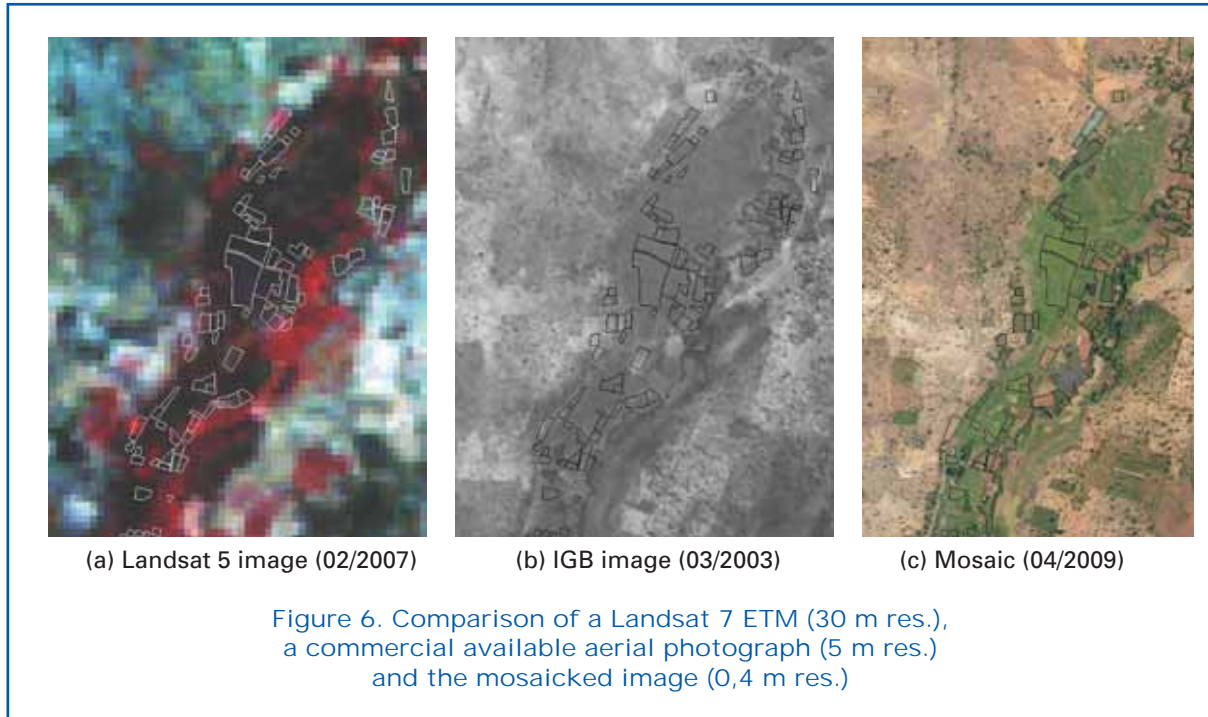 (a) Landsat 5 image (02/2007)
(b) IGB image (03/2003)
(c) Mosaic (04/2009)
Figure 6. Comparison of a Landsat 7 ETM (30 m res.),
a commercial available aerial photograph (5 m res.)
and the mosaicked image (0,4 m res.)